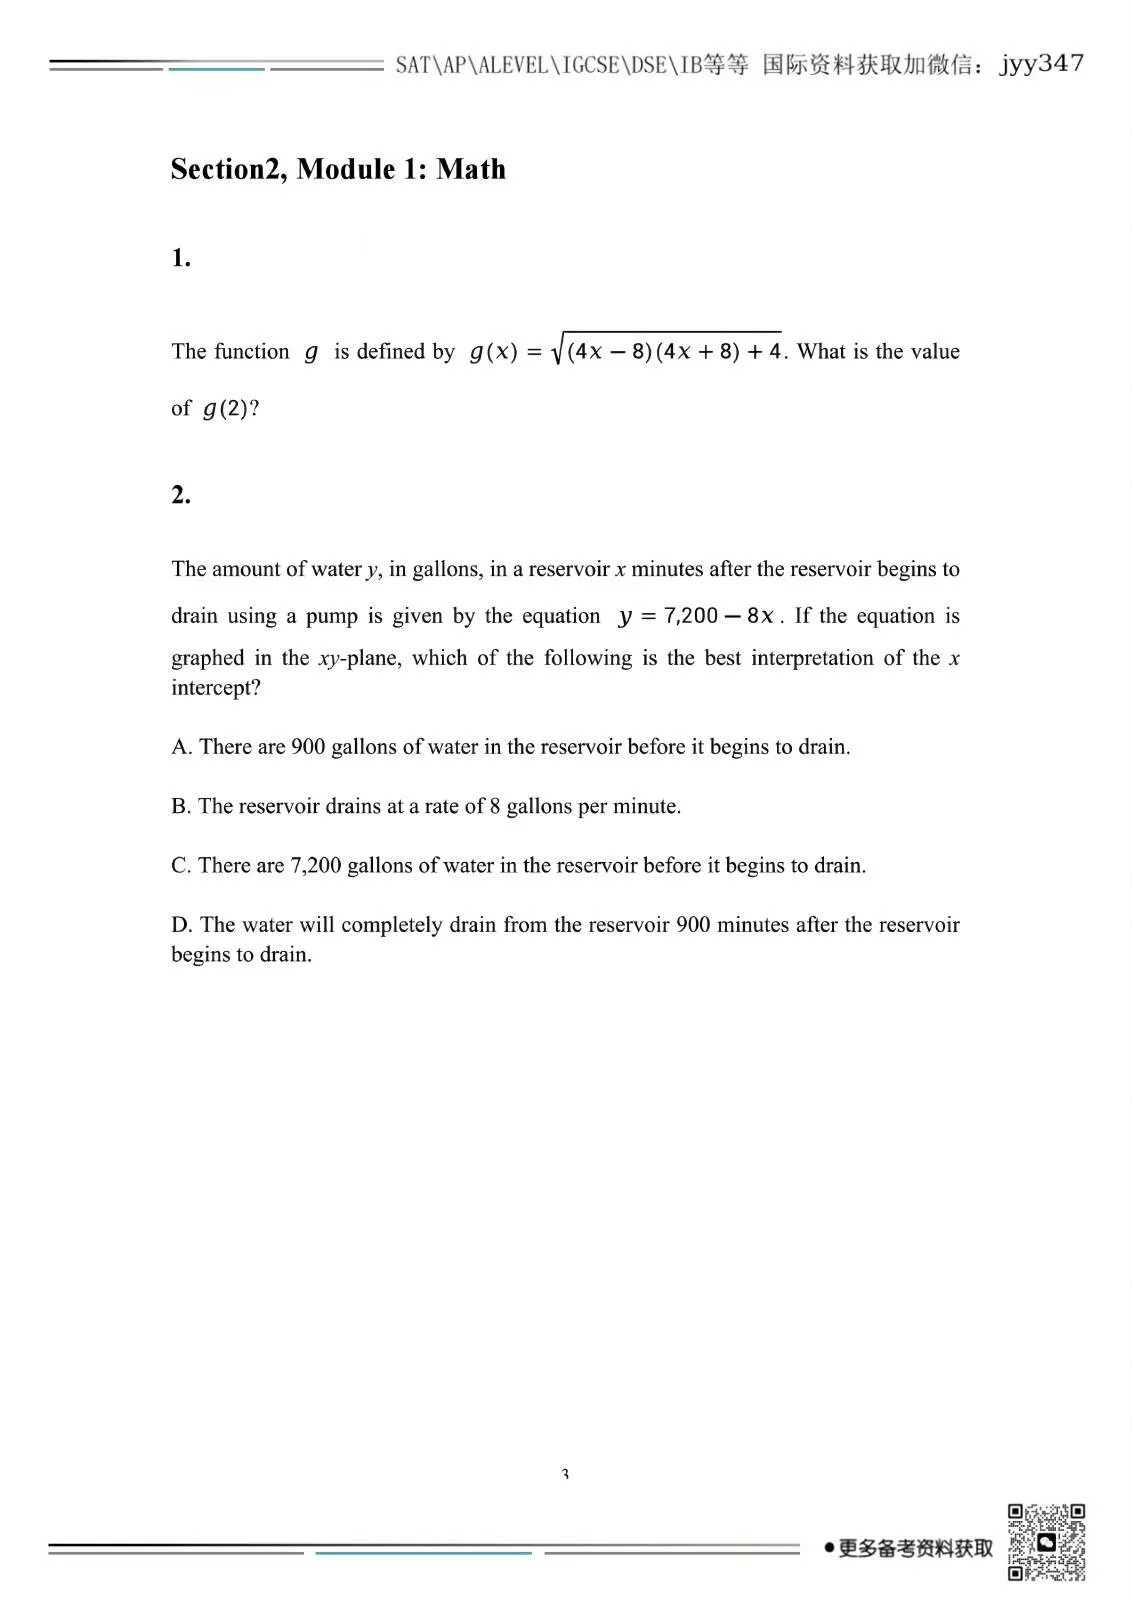 SAT\AP\ALEVEL\IGCSE\DSE\IB等等 国际资料获取加微信: jyy347
Section2, Module 1: Math
1.
The function g is defined by g(x) = √((4x − 8)(4x + 8) + 4). What is the value
of g(2)?
2.
The amount of water y, in gallons, in a reservoir x minutes after the reservoir begins to
drain using a pump is given by the equation y = 7,200 − 8x . If the equation is
graphed in the xy-plane, which of the following is the best interpretation of the x
intercept?
A. There are 900 gallons of water in the reservoir before it begins to drain.
B. The reservoir drains at a rate of 8 gallons per minute.
C. There are 7,200 gallons of water in the reservoir before it begins to drain.
D. The water will completely drain from the reservoir 900 minutes after the reservoir
begins to drain.
3
●更多备考资料获取